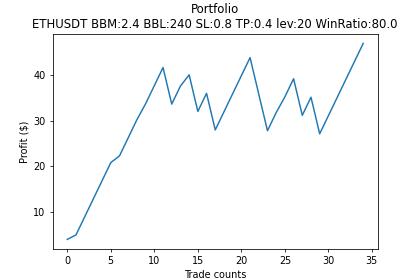 Portfolio
ETHUSDT BBM:2.4 BBL:240 SL:0.8 TP:0.4 lev:20 WinRatio:80.0
40
30
20
10
Profit ($)
0 5 10 15 20 25 30 35
Trade counts